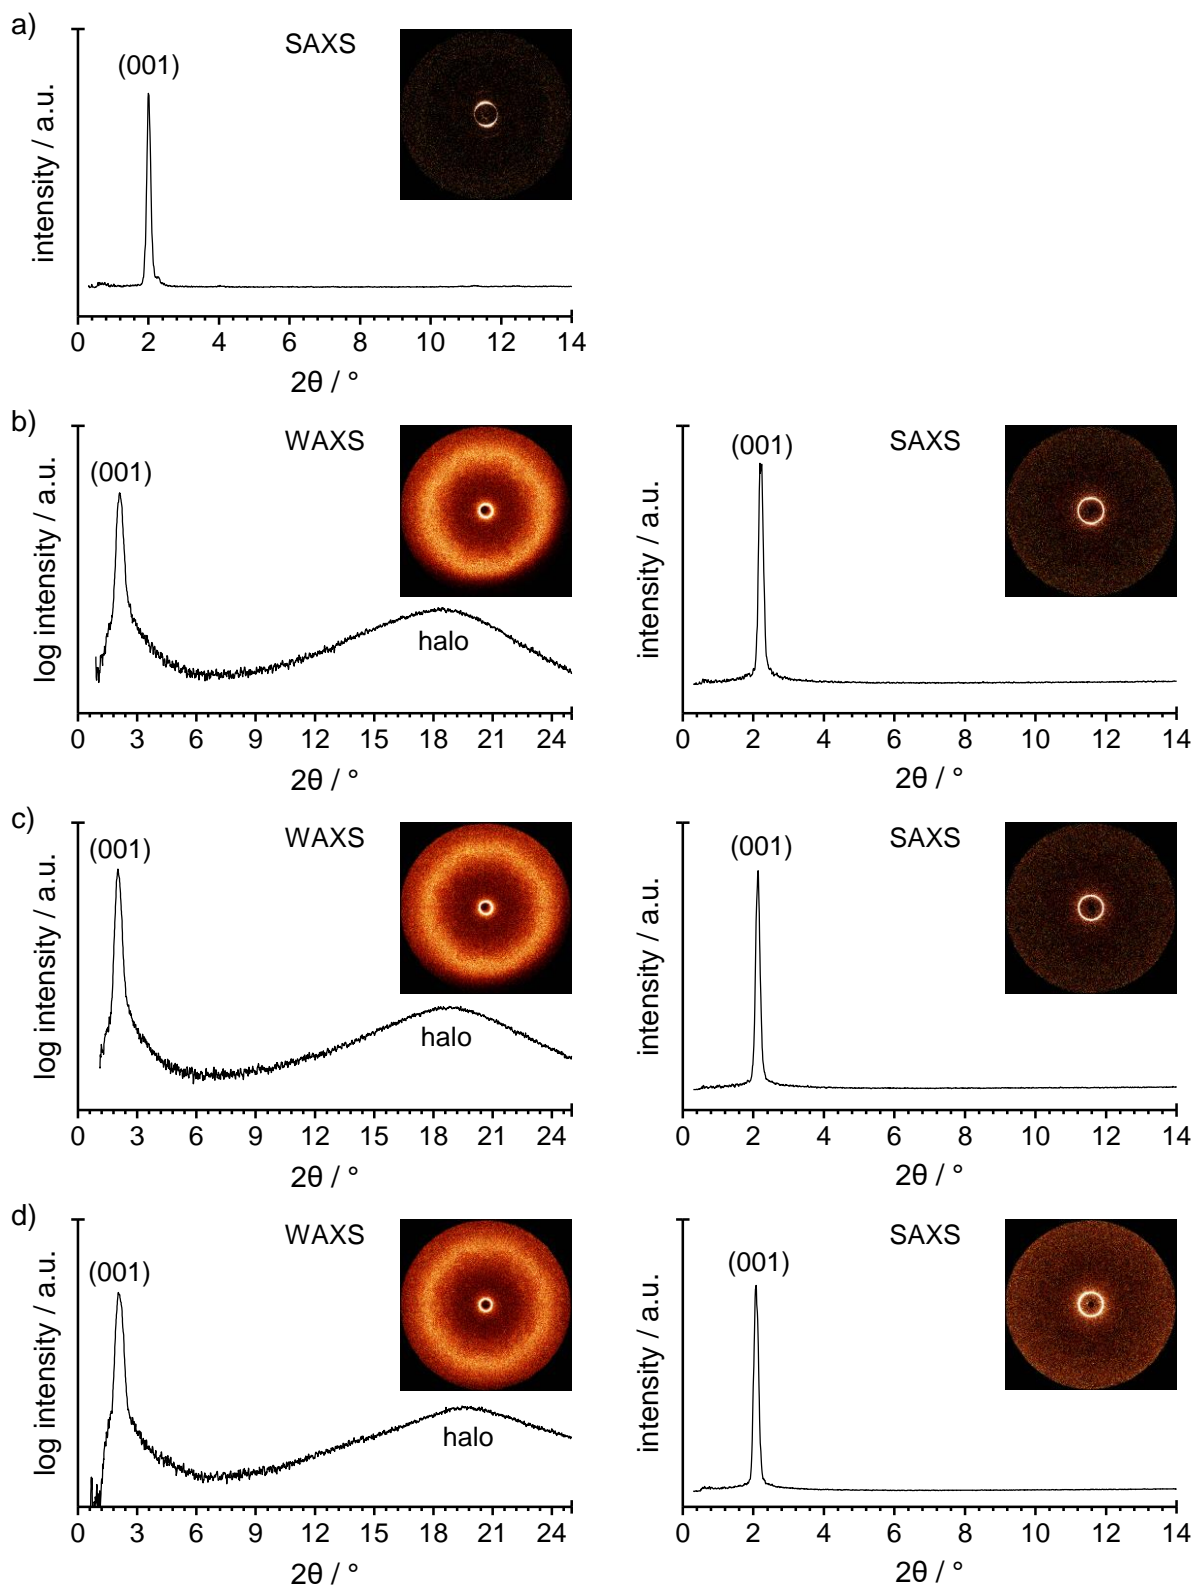 a)
SAXS
(001)
intensity / a.u.
0 2 4 6 8 10 12 14
2θ / °
b)
WAXS
(001)
log intensity / a.u.
halo
0 3 6 9 12 15 18 21 24
2θ / °
SAXS
(001)
intensity / a.u.
0 2 4 6 8 10 12 14
2θ / °
c)
WAXS
(001)
log intensity / a.u.
halo
0 3 6 9 12 15 18 21 24
2θ / °
SAXS
(001)
intensity / a.u.
0 2 4 6 8 10 12 14
2θ / °
d)
WAXS
(001)
log intensity / a.u.
halo
0 3 6 9 12 15 18 21 24
2θ / °
SAXS
(001)
intensity / a.u.
0 2 4 6 8 10 12 14
2θ / °